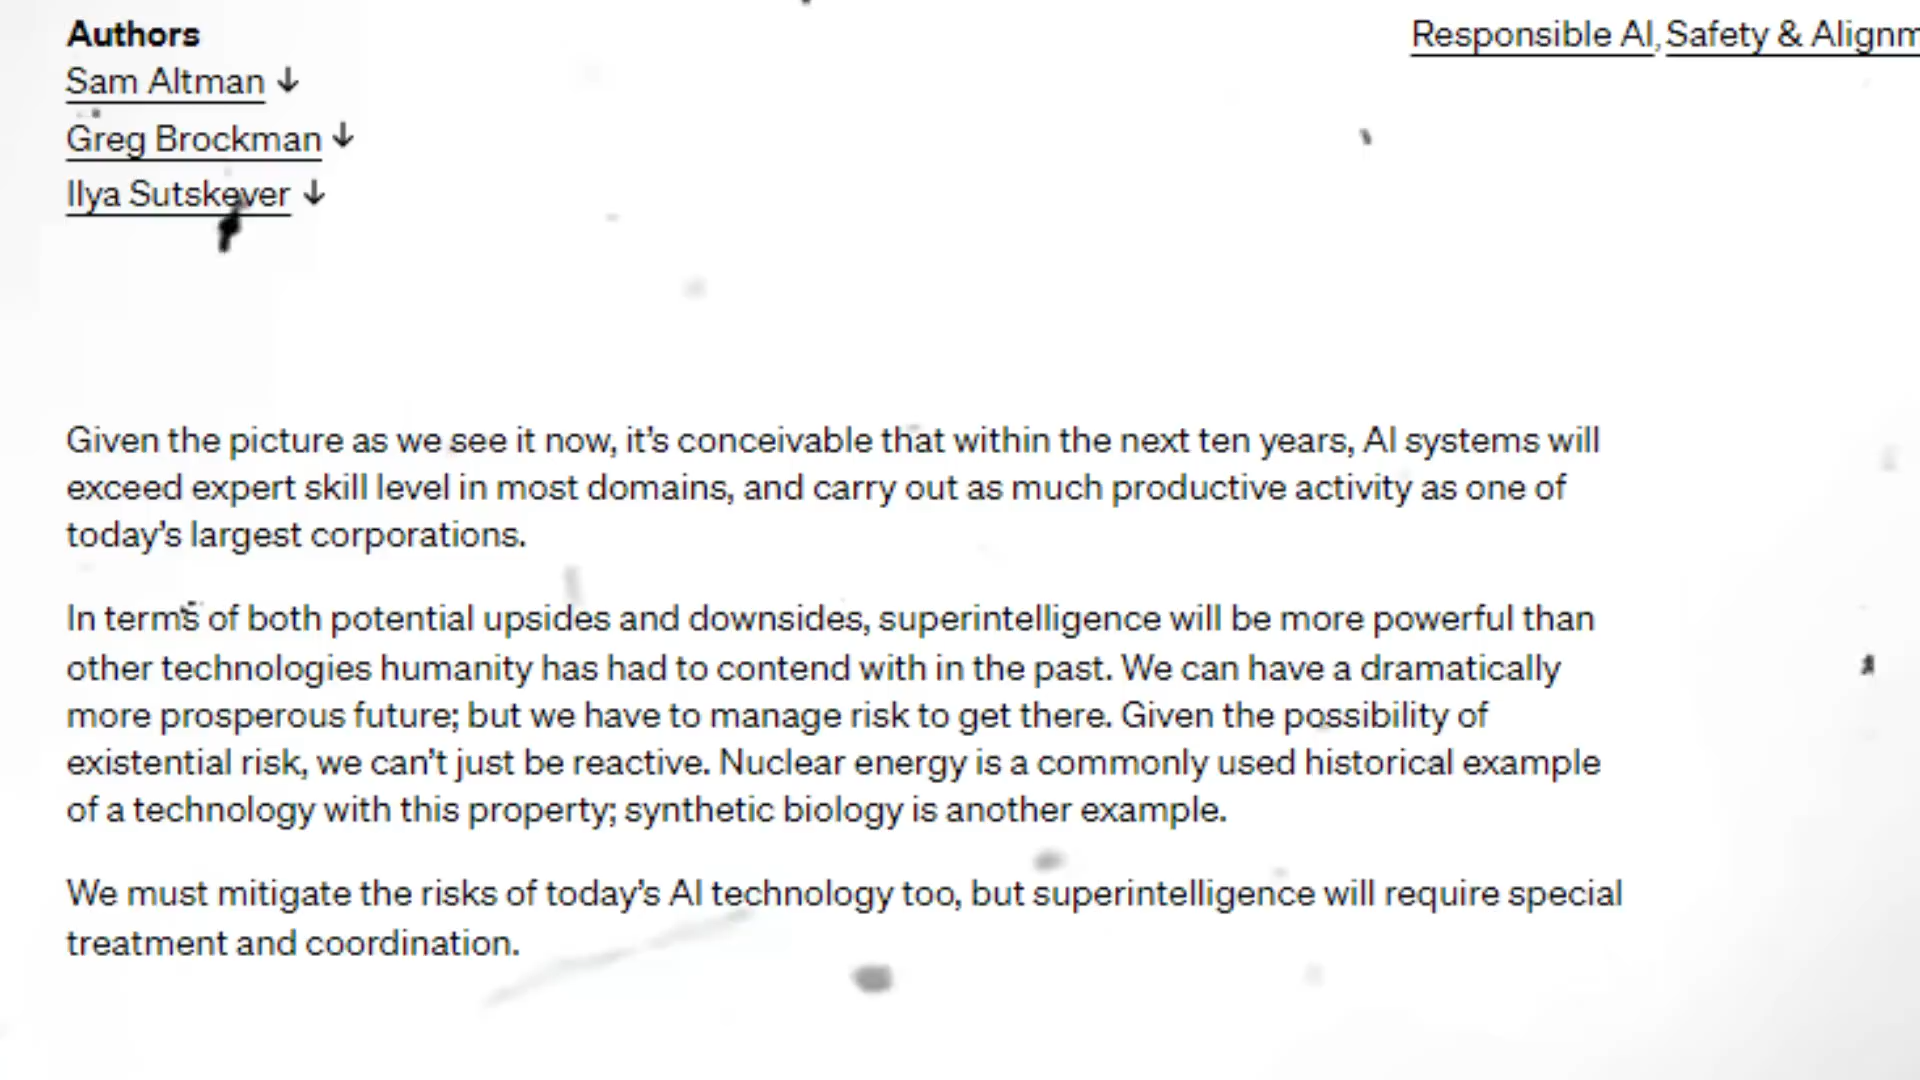 Authors
Responsible AI, Safety & Alignm
Sam Altman ↓
Greg Brockman ↓
Ilya Sutskever ↓
Given the picture as we see it now, it’s conceivable that within the next ten years, AI systems will
exceed expert skill level in most domains, and carry out as much productive activity as one of
today’s largest corporations.
In terms of both potential upsides and downsides, superintelligence will be more powerful than
other technologies humanity has had to contend with in the past. We can have a dramatically
more prosperous future; but we have to manage risk to get there. Given the possibility of
existential risk, we can’t just be reactive. Nuclear energy is a commonly used historical example
of a technology with this property; synthetic biology is another example.
We must mitigate the risks of today’s AI technology too, but superintelligence will require special
treatment and coordination.